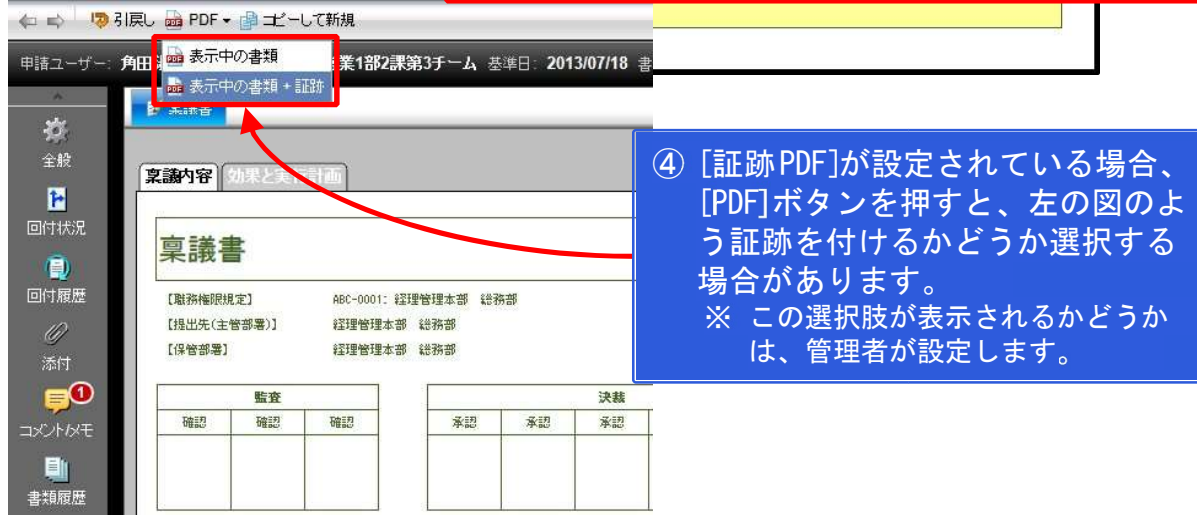 引戻し PDF コピーして新規
表示中の書類
表示中の書類 + 証跡
申請ユーザー: 角田 業1部2課第3チーム 基準日: 2013/07/18 書
全般
回付状況
回付履歴
添付
1
コメント/メモ
書類履歴
稟議書
稟議内容 効果と実行計画
稟議書
【職務権限規定】 ABC-0001: 経理管理本部 総務部
【提出先(主管部署)】 経理管理本部 総務部
【保管部署】 経理管理本部 総務部
監査 決裁
確認 確認 確認 承認 承認 承認
④ [証跡PDF]が設定されている場合、
[PDF]ボタンを押すと、左の図のよ
う証跡を付けるかどうか選択する
場合があります。
※ この選択肢が表示されるかどうか
は、管理者が設定します。